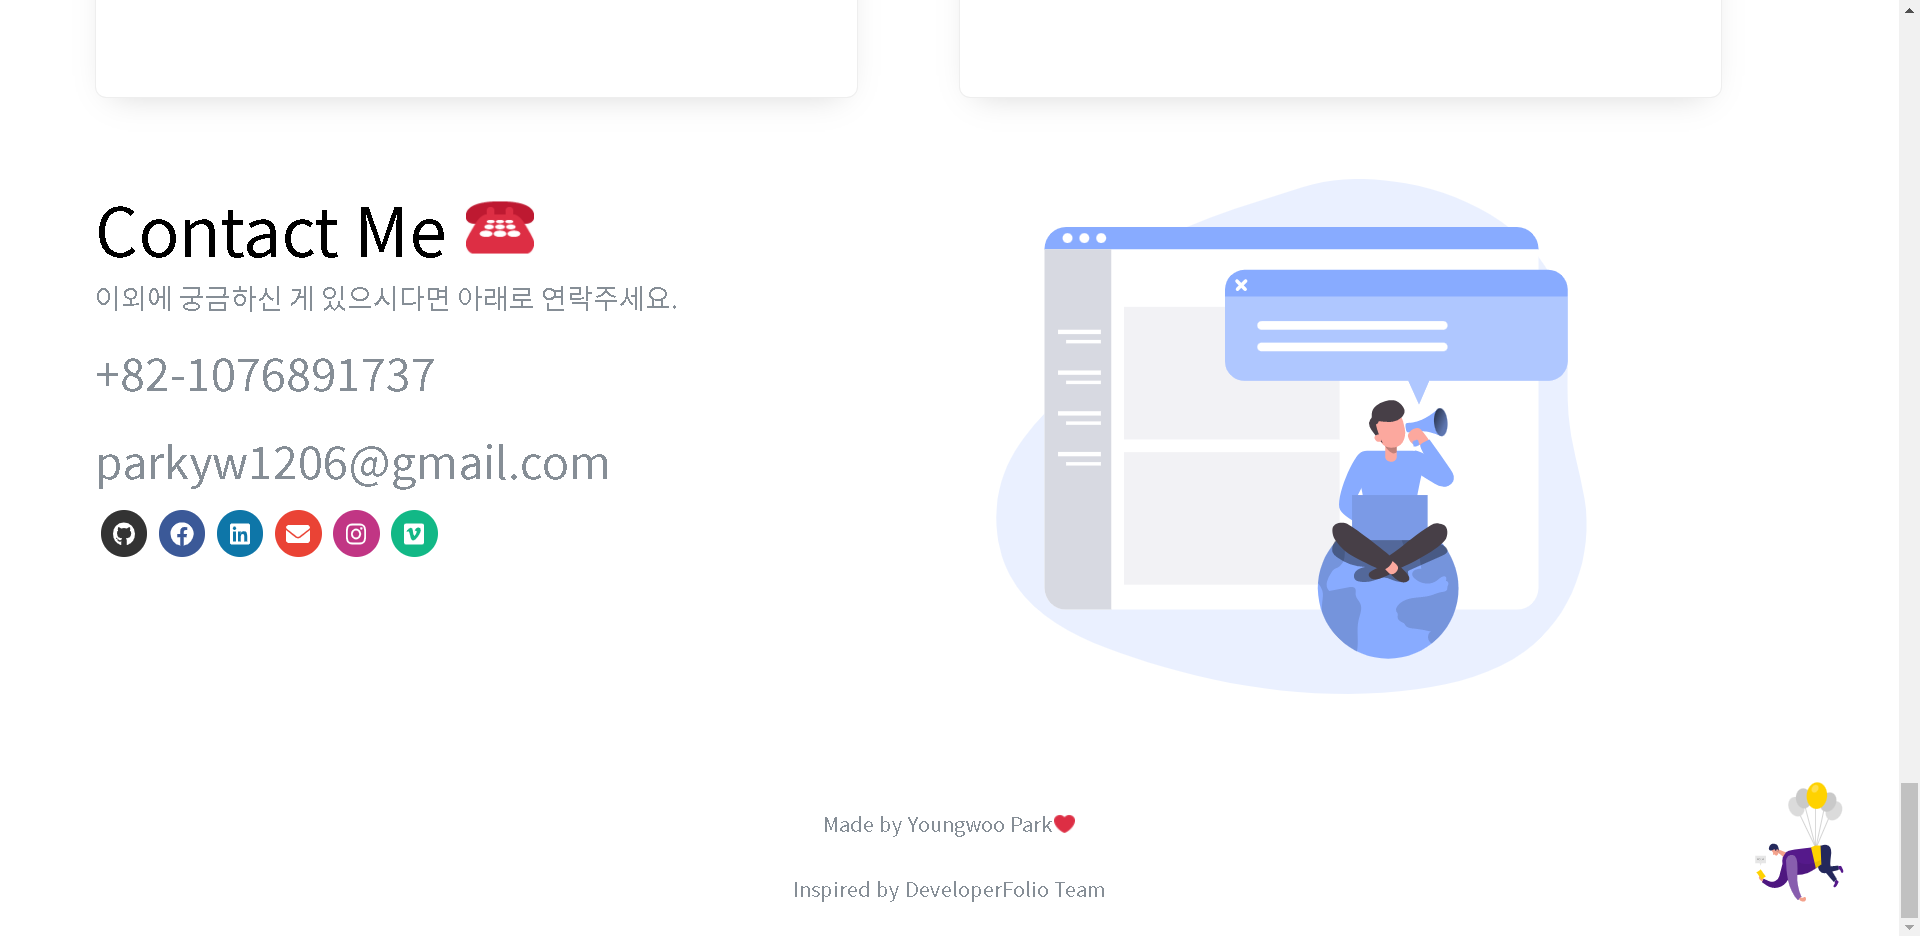 Contact Me
이외에 궁금하신 게 있으시다면 아래로 연락주세요.
+82-1076891737
parkyw1206@gmail.com
Made by Youngwoo Park
Inspired by DeveloperFolio Team